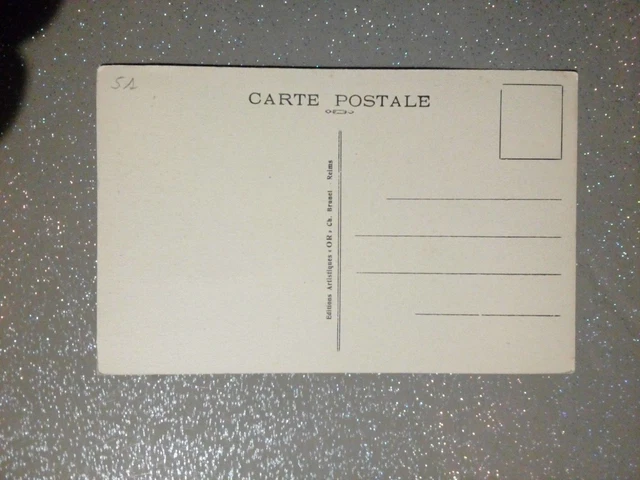 51
CARTE POSTALE
Editions Artistiques « OR » Ch. Brunel - Reims